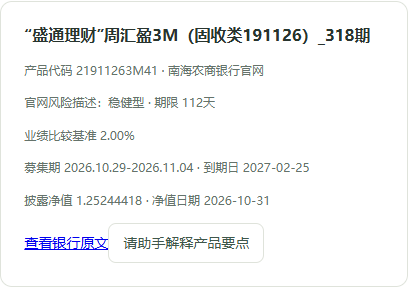 “盛通理财”周汇盈3M（固收类191126）_318期
产品代码 21911263M41 · 南海农商银行官网
官网风险描述：稳健型 · 期限 112天
业绩比较基准 2.00%
募集期 2026.10.29-2026.11.04 · 到期日 2027-02-25
披露净值 1.25244418 · 净值日期 2026-10-31
查看银行原文 请助手解释产品要点